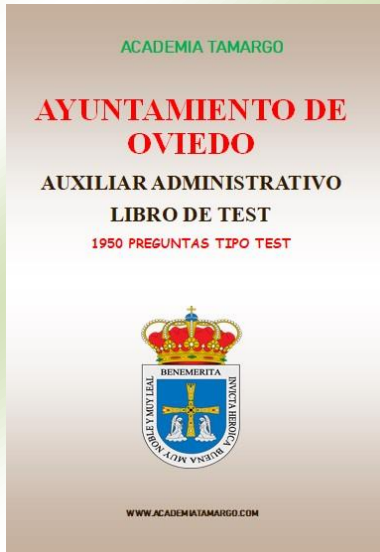 ACADEMIA TAMARGO
AYUNTAMIENTO DE
OVIEDO
AUXILIAR ADMINISTRATIVO
LIBRO DE TEST
1950 PREGUNTAS TIPO TEST
BENEMERITA
MUY NOBLE Y MUY LEAL
INVICTA HEROICA BUENA
WWW.ACADEMIATAMARGO.COM